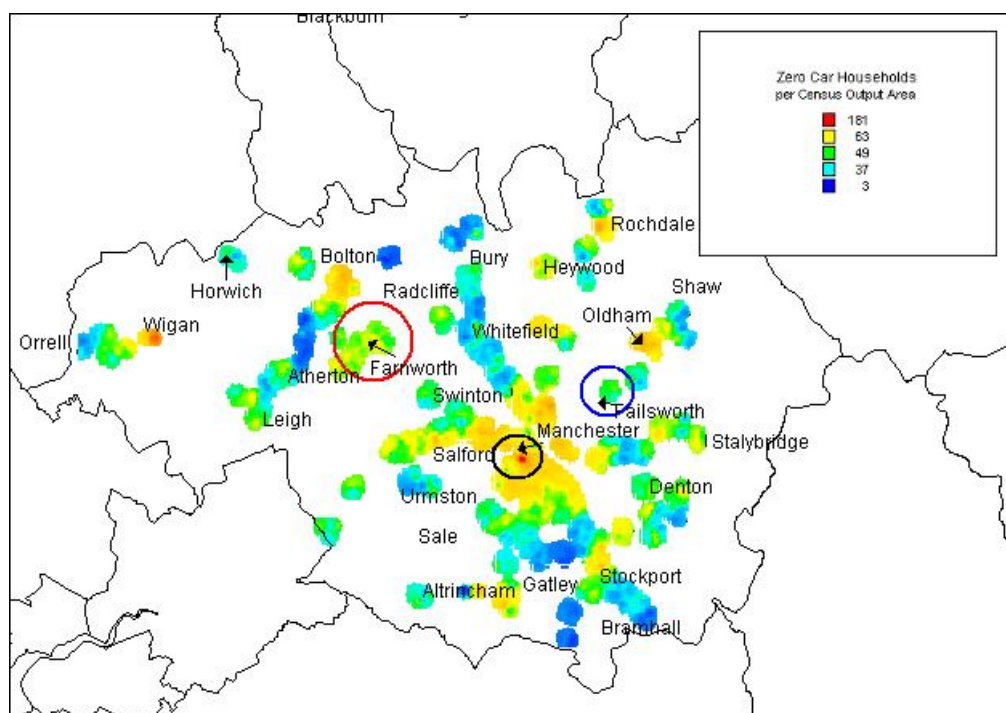 Blackburn
Zero Car Households
per Census Output Area
181
63
49
37
3
Rochdale
Bolton
Bury
Heywood
Horwich
Radcliffe
Shaw
Oldham
Orrell
Wigan
Whitefield
Farnworth
Atherton
Swinton
Failsworth
Leigh
Manchester
Stalybridge
Salford
Denton
Urmston
Sale
Stockport
Altrincham
Gatley
Bramhall